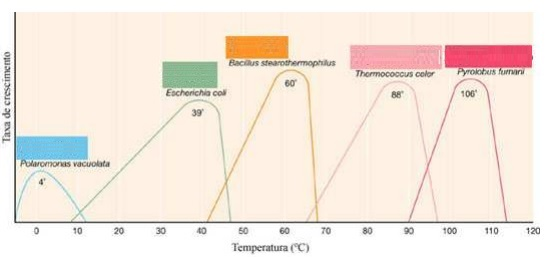 Taxa de crescimento
Polaromonas vacuolata
4°
Escherichia coli
39°
Bacillus stearothermophilus
60°
Thermococcus celer
88°
Pyrolobus fumarii
106°
0 10 20 30 40 50 60 70 80 90 100 110 120
Temperatura (°C)